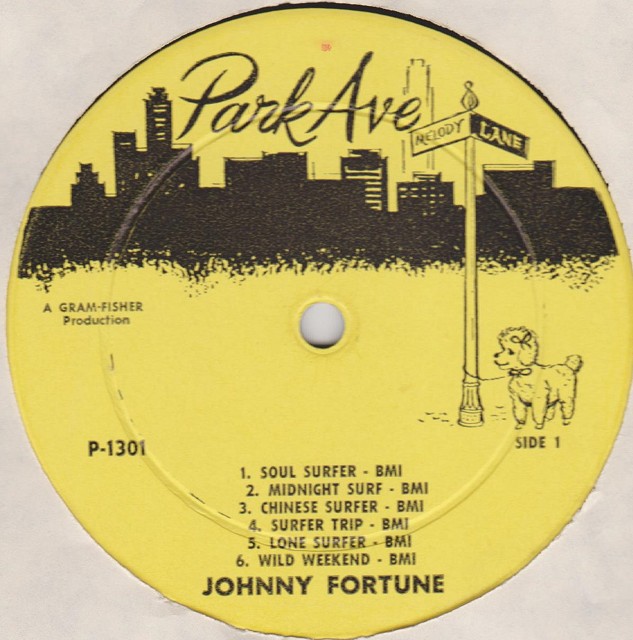 Park Ave
MELODY LANE
A GRAM-FISHER
Production
P-1301
SIDE 1
1. SOUL SURFER - BMI
2. MIDNIGHT SURF - BMI
3. CHINESE SURFER - BMI
4. SURFER TRIP - BMI
5. LONE SURFER - BMI
6. WILD WEEKEND - BMI
JOHNNY FORTUNE